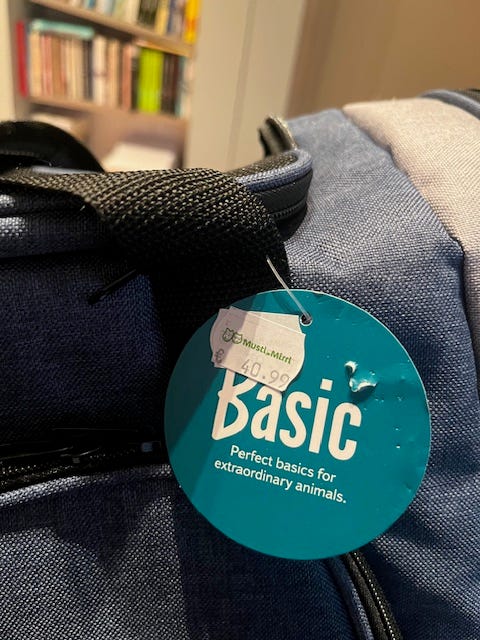 Musti ja Mirri
€ 40.99
Basic
Perfect basics for
extraordinary animals.